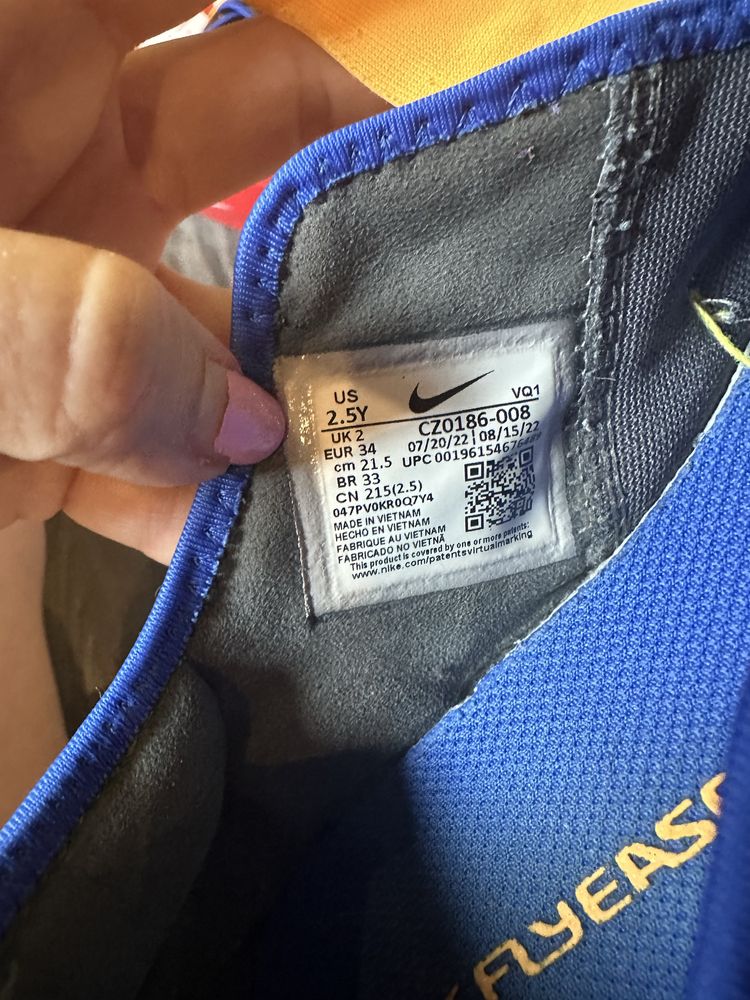 US
VQ1
2.5Y
CZ0186-008
UK 2
07/20/22 | 08/15/22
EUR 34
UPC
cm 21.5
BR 33
CN 215(2.5)
047PV0KR0Q7Y4
MADE IN VIETNAM
HECHO EN VIETNAM
FABRIQUE AU VIETNAM
FABRICADO NO VIETNÃ
This product is covered by one or more patents:
www.nike.com/patentsvirtualmarking
FLYEASE